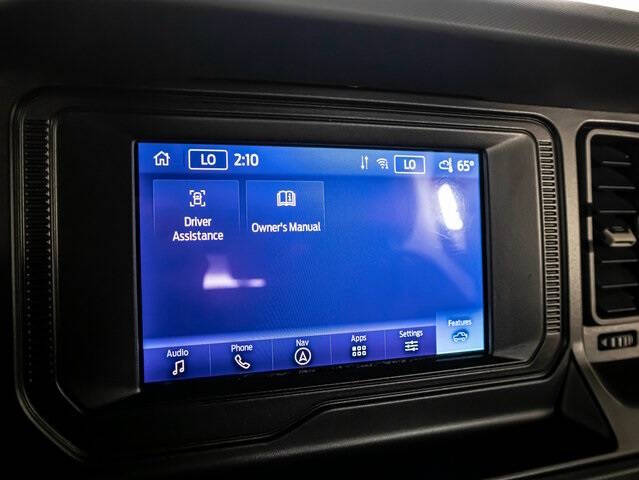 LO 2:10 LO 65°
Driver
Assistance
Owner's Manual
Audio Phone Nav Apps Settings Features